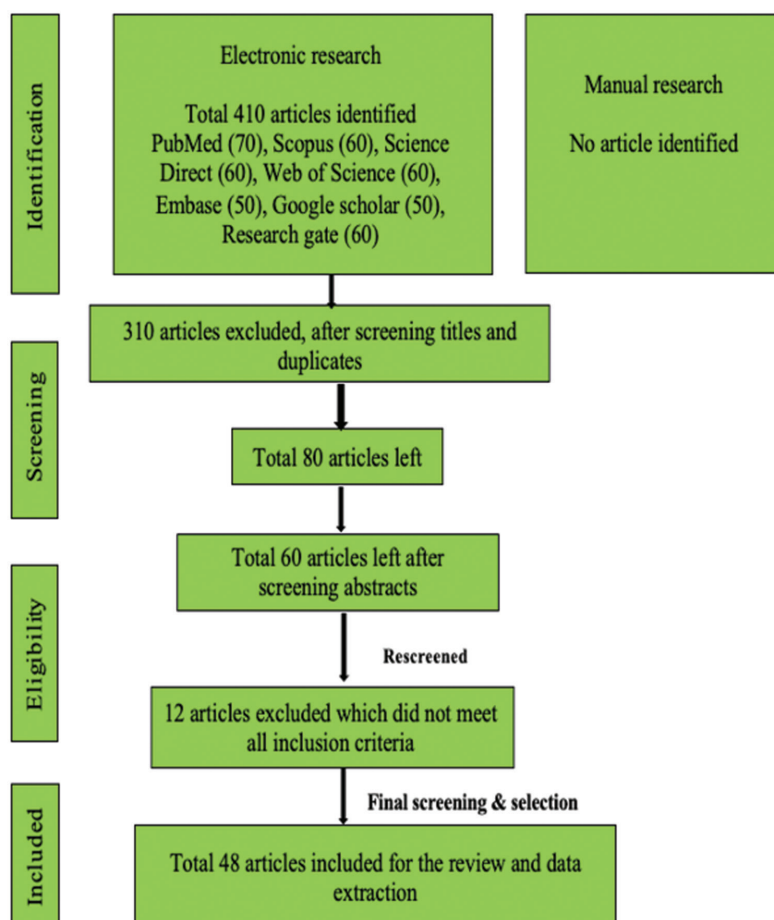 Identification
Electronic research
Total 410 articles identified
PubMed (70), Scopus (60), Science
Direct (60), Web of Science (60),
Embase (50), Google scholar (50),
Research gate (60)
Manual research
No article identified
Screening
310 articles excluded, after screening titles and
duplicates
Total 80 articles left
Eligibility
Total 60 articles left after
screening abstracts
Rescreened
12 articles excluded which did not meet
all inclusion criteria
Final screening & selection
Included
Total 48 articles included for the review and data
extraction